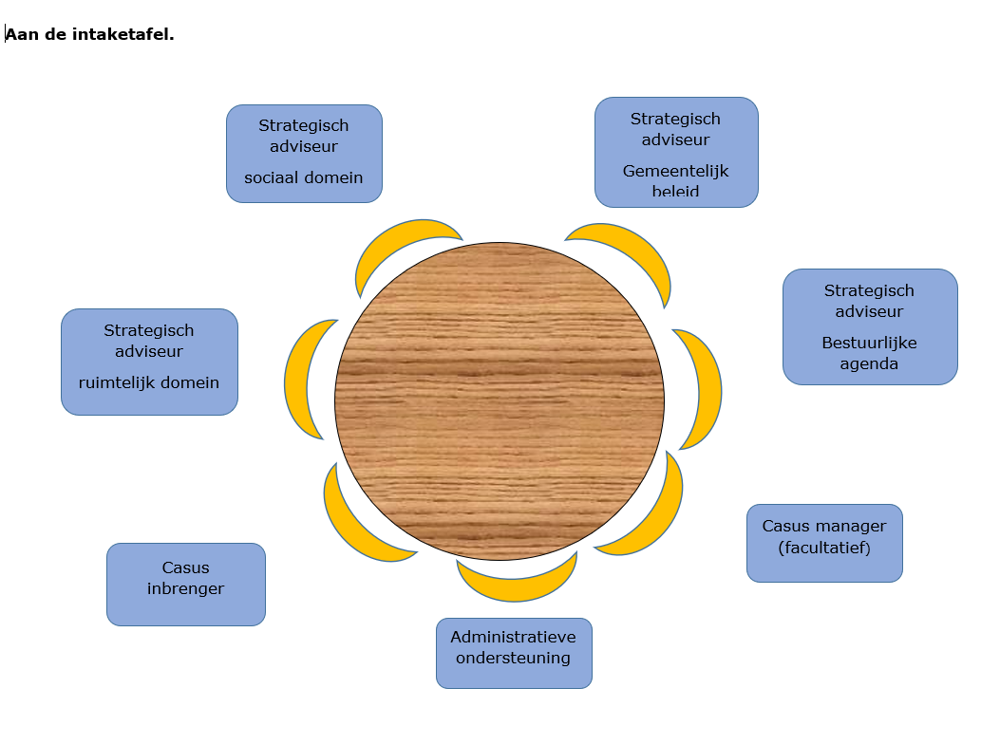 Aan de intaketafel.
Strategisch
adviseur
sociaal domein
Strategisch
adviseur
Gemeentelijk
beleid
Strategisch
adviseur
Bestuurlijke
agenda
Strategisch
adviseur
ruimtelijk domein
Casus manager
(facultatief)
Casus
inbrenger
Administratieve
ondersteuning